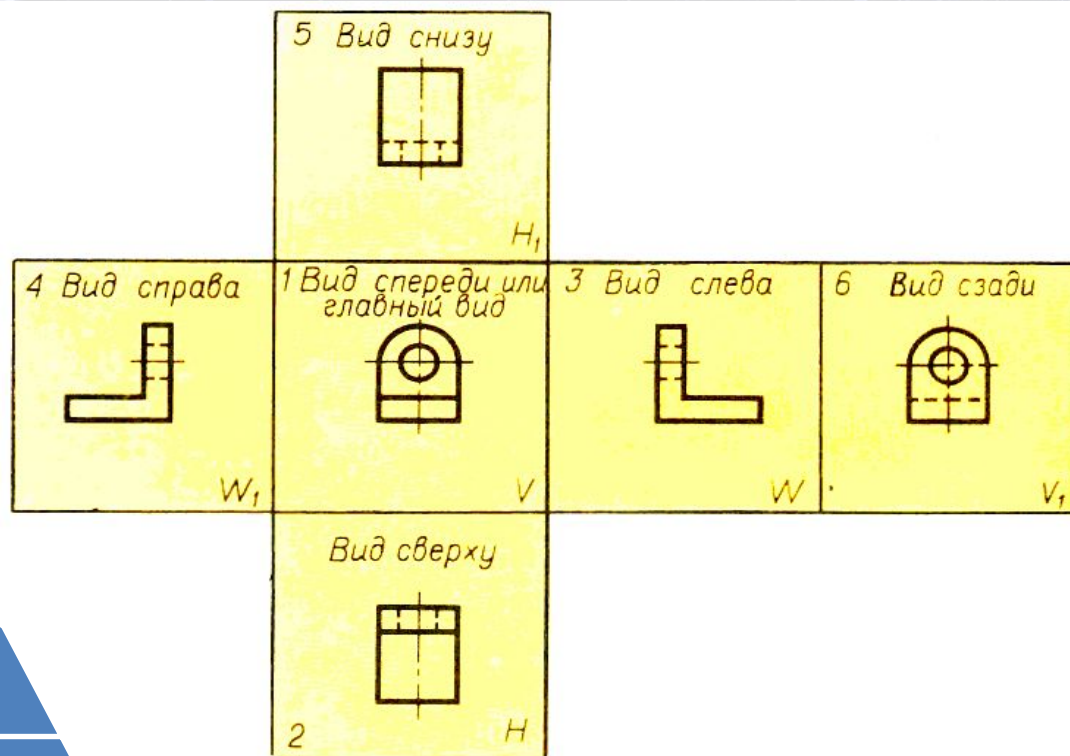 5 Вид снизу
H₁
4 Вид справа
W₁
1 Вид спереди или
главный вид
V
3 Вид слева
W
6 Вид сзади
V₁
Вид сверху
2
H